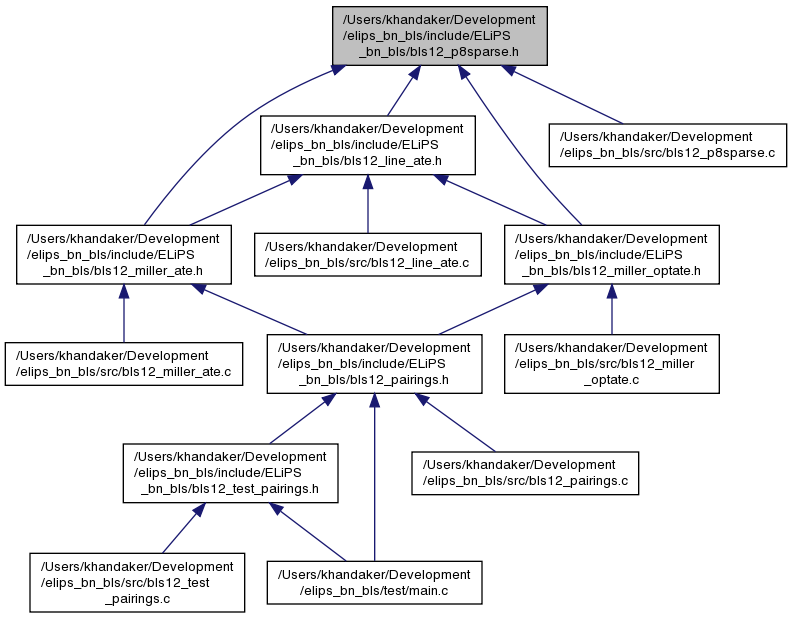 /Users/khandaker/Development
/elips_bn_bls/include/ELiPS
_bn_bls/bls12_p8sparse.h
/Users/khandaker/Development
/elips_bn_bls/include/ELiPS
_bn_bls/bls12_line_ate.h
/Users/khandaker/Development
/elips_bn_bls/src/bls12_p8sparse.c
/Users/khandaker/Development
/elips_bn_bls/include/ELiPS
_bn_bls/bls12_miller_ate.h
/Users/khandaker/Development
/elips_bn_bls/src/bls12_line_ate.c
/Users/khandaker/Development
/elips_bn_bls/include/ELiPS
_bn_bls/bls12_miller_optate.h
/Users/khandaker/Development
/elips_bn_bls/src/bls12_miller_ate.c
/Users/khandaker/Development
/elips_bn_bls/include/ELiPS
_bn_bls/bls12_pairings.h
/Users/khandaker/Development
/elips_bn_bls/src/bls12_miller
_optate.c
/Users/khandaker/Development
/elips_bn_bls/include/ELiPS
_bn_bls/bls12_test_pairings.h
/Users/khandaker/Development
/elips_bn_bls/src/bls12_pairings.c
/Users/khandaker/Development
/elips_bn_bls/src/bls12_test
_pairings.c
/Users/khandaker/Development
/elips_bn_bls/test/main.c